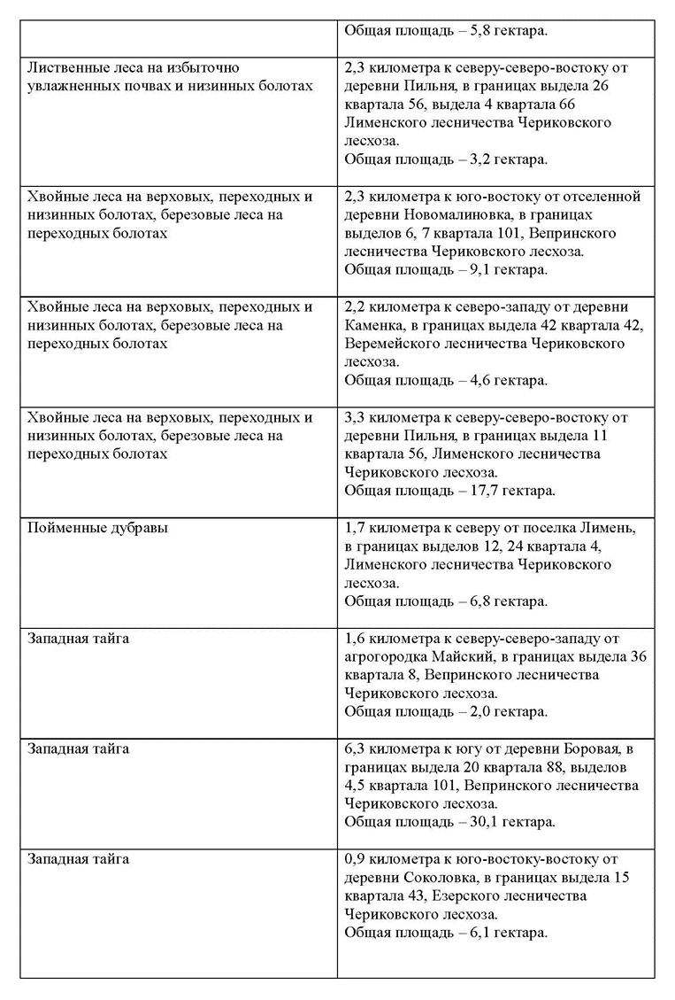 Общая площадь – 5,8 гектара.
Лиственные леса на избыточно
увлажненных почвах и низинных болотах
2,3 километра к северу-северо-востоку от
деревни Пильня, в границах выдела 26
квартала 56, выдела 4 квартала 66
Лименского лесничества Чериковского
лесхоза.
Общая площадь – 3,2 гектара.
Хвойные леса на верховых, переходных и
низинных болотах, березовые леса на
переходных болотах
2,3 километра к юго-востоку от отселенной
деревни Новомалиновка, в границах
выделов 6, 7 квартала 101, Вепринского
лесничества Чериковского лесхоза.
Общая площадь – 9,1 гектара.
Хвойные леса на верховых, переходных и
низинных болотах, березовые леса на
переходных болотах
2,2 километра к северо-западу от деревни
Каменка, в границах выдела 42 квартала 42,
Веремейского лесничества Чериковского
лесхоза.
Общая площадь – 4,6 гектара.
Хвойные леса на верховых, переходных и
низинных болотах, березовые леса на
переходных болотах
3,3 километра к северу-северо-востоку от
деревни Пильня, в границах выдела 11
квартала 56, Лименского лесничества
Чериковского лесхоза.
Общая площадь – 17,7 гектара.
Пойменные дубравы
1,7 километра к северу от поселка Лимень,
в границах выделов 12, 24 квартала 4,
Лименского лесничества Чериковского
лесхоза.
Общая площадь – 6,8 гектара.
Западная тайга
1,6 километра к северу-северо-западу от
агрогородка Майский, в границах выдела 36
квартала 8, Вепринского лесничества
Чериковского лесхоза.
Общая площадь – 2,0 гектара.
Западная тайга
6,3 километра к югу от деревни Боровая, в
границах выдела 20 квартала 88, выделов
4,5 квартала 101, Вепринского лесничества
Чериковского лесхоза.
Общая площадь – 30,1 гектара.
Западная тайга
0,9 километра к юго-востоку-востоку от
деревни Соколовка, в границах выдела 15
квартала 43, Езерского лесничества
Чериковского лесхоза.
Общая площадь – 6,1 гектара.